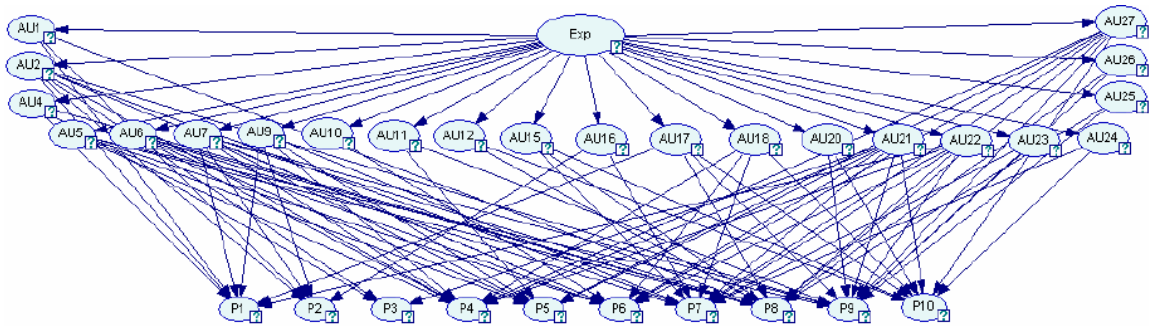 AU1 Exp AU27
AU2 AU26
AU4 AU25
AU5 AU6 AU7 AU9 AU10 AU11 AU12 AU15 AU16 AU17 AU18 AU20 AU21 AU22 AU23 AU24
P1 P2 P3 P4 P5 P6 P7 P8 P9 P10